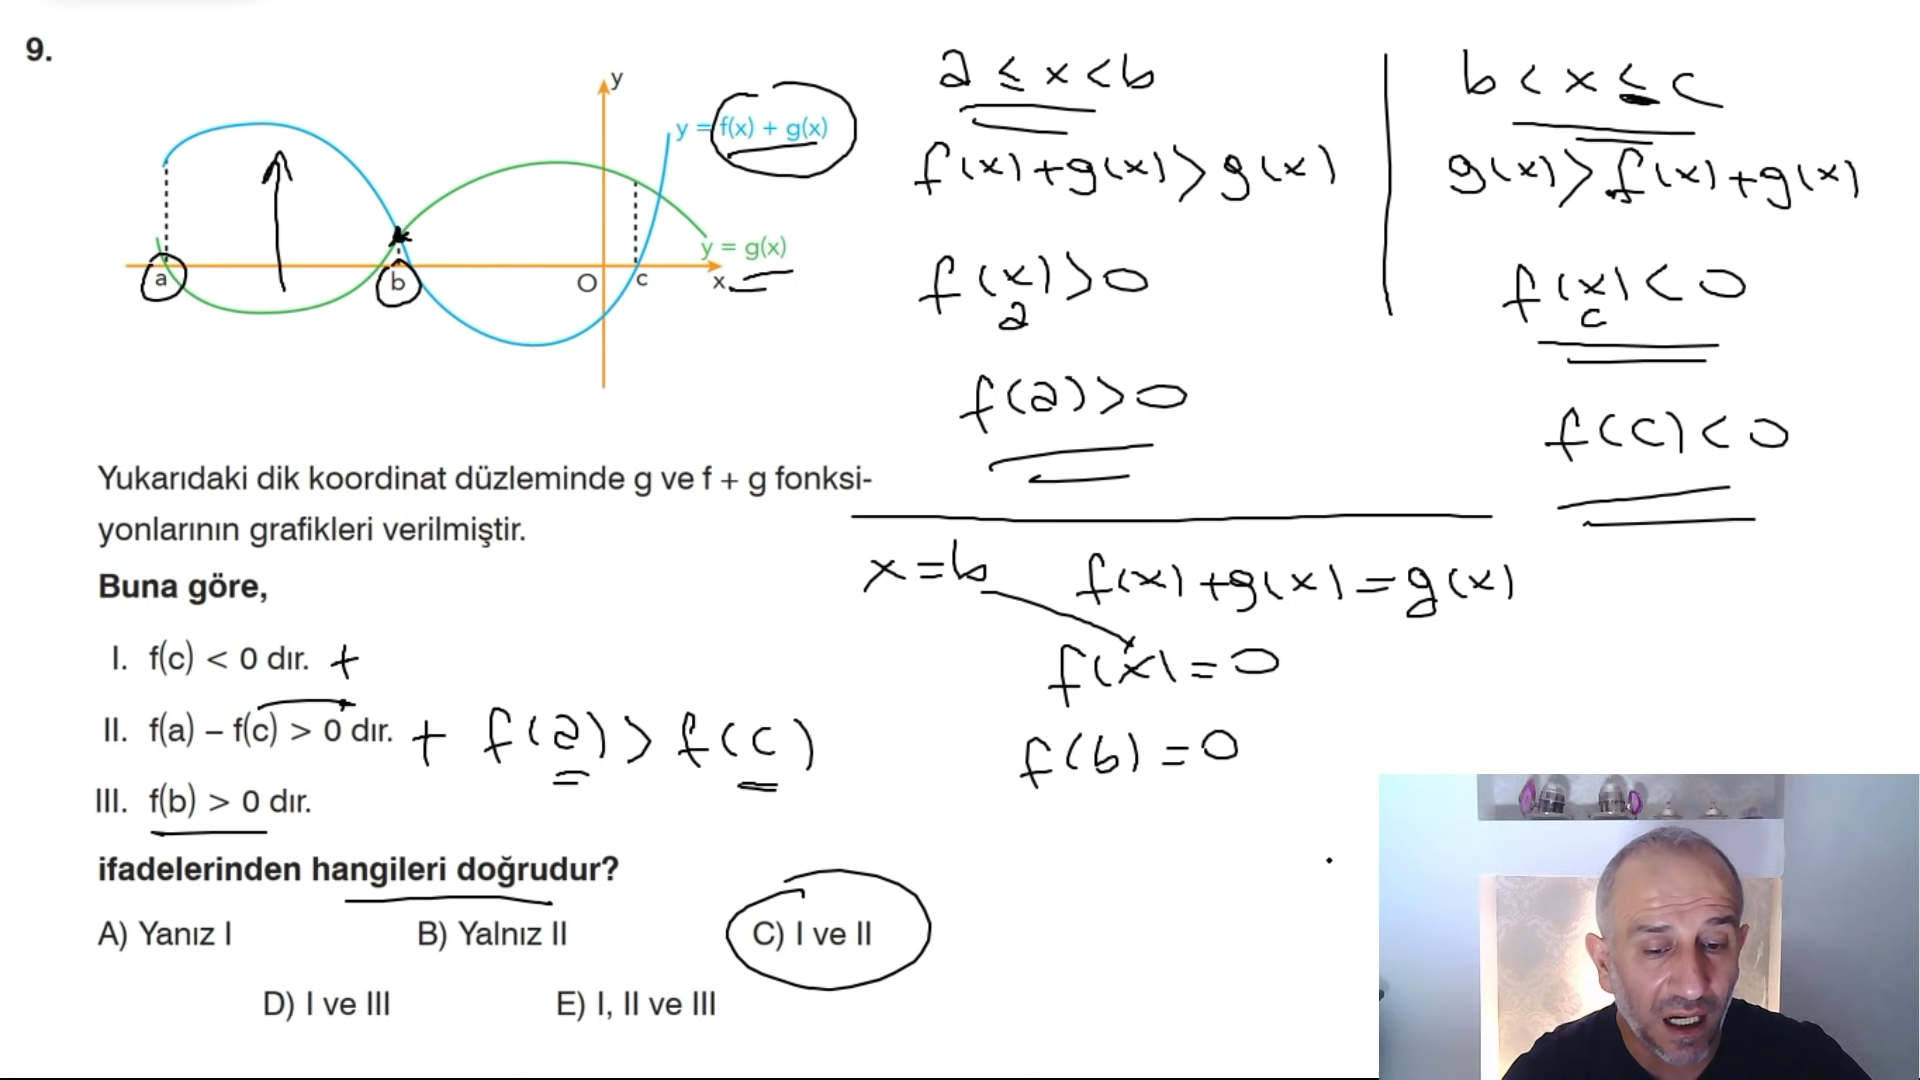 9.
y
y = f(x) + g(x)
y = g(x)
a
b
O
c
x
a ≤ x < b
f(x)+g(x) > g(x)
f(x) > 0
a
f(a) > 0
b < x ≤ c
g(x) > f(x)+g(x)
f(x) < 0
c
f(c) < 0
x = b
f(x)+g(x) = g(x)
f(x) = 0
f(b) = 0
Yukarıdaki dik koordinat düzleminde g ve f + g fonksi-
yonlarının grafikleri verilmiştir.
Buna göre,
I. f(c) < 0 dır. +
II. f(a) – f(c) > 0 dır. + f(a) > f(c)
III. f(b) > 0 dır.
ifadelerinden hangileri doğrudur?
A) Yanız I
B) Yalnız II
C) I ve II
D) I ve III
E) I, II ve III